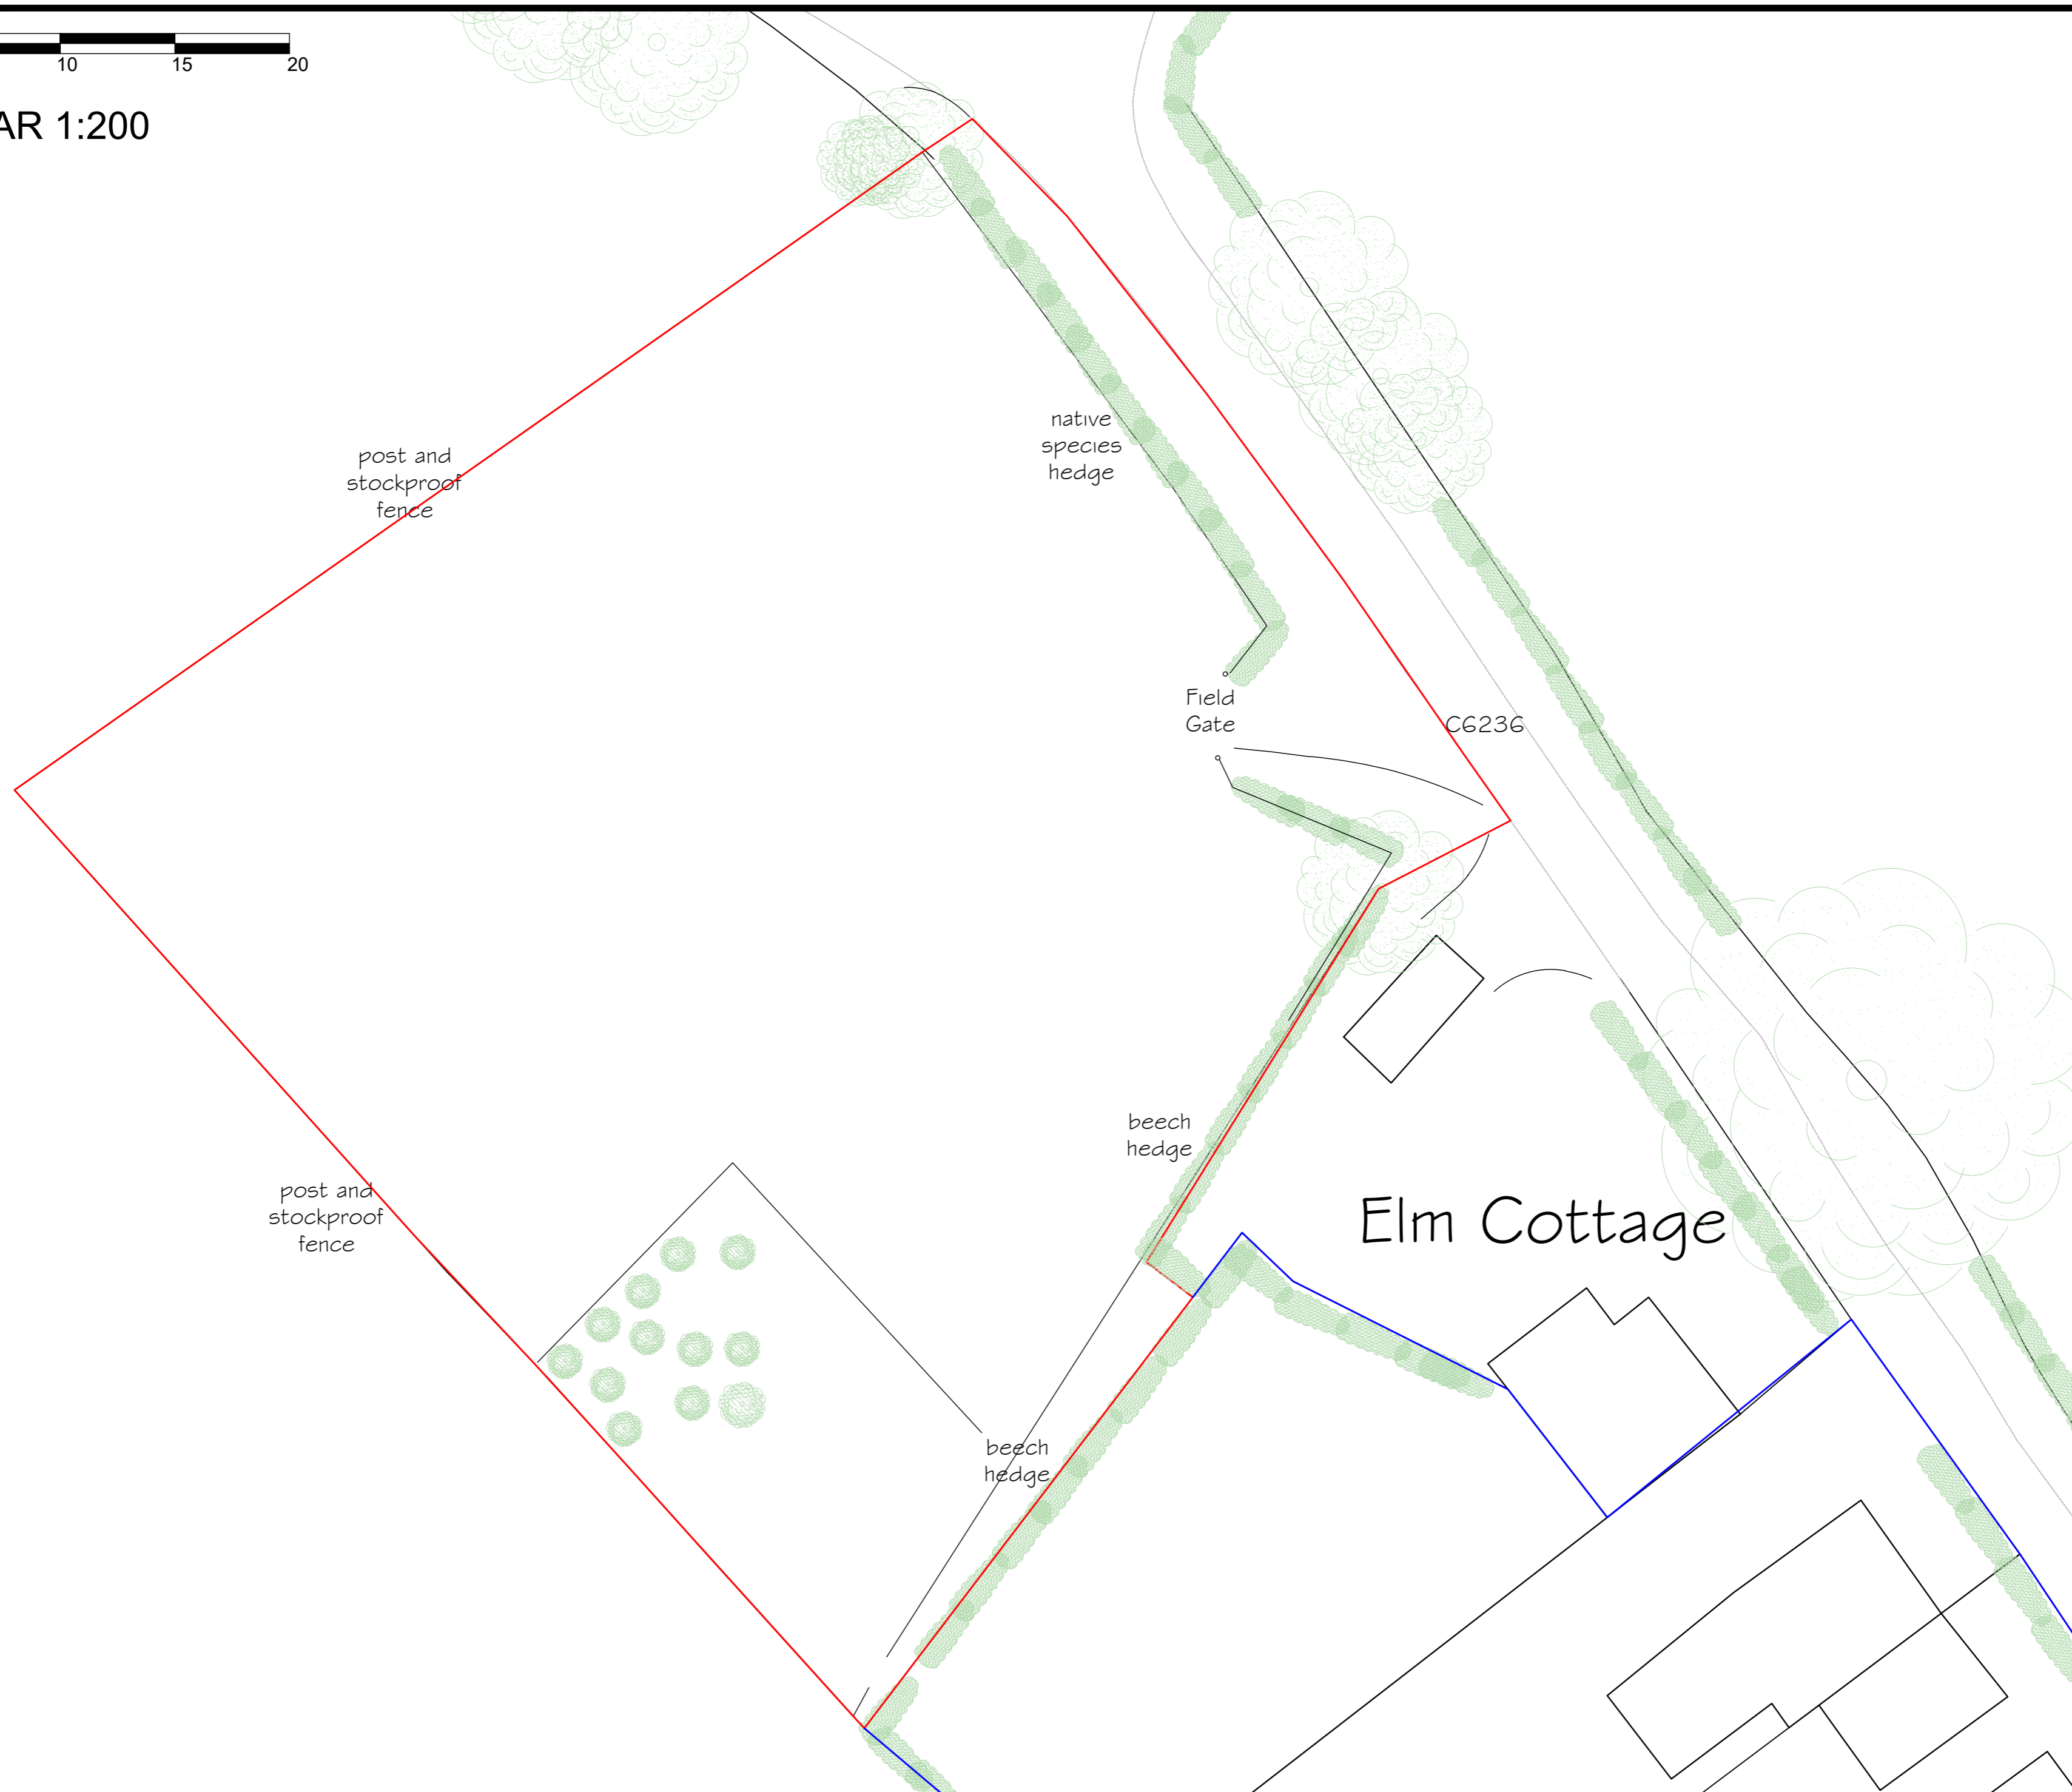 10 15 20
AR 1:200
native
species
hedge
post and
stockproof
fence
Field
Gate
C6236
beech
hedge
post and
stockproof
fence
Elm Cottage
beech
hedge